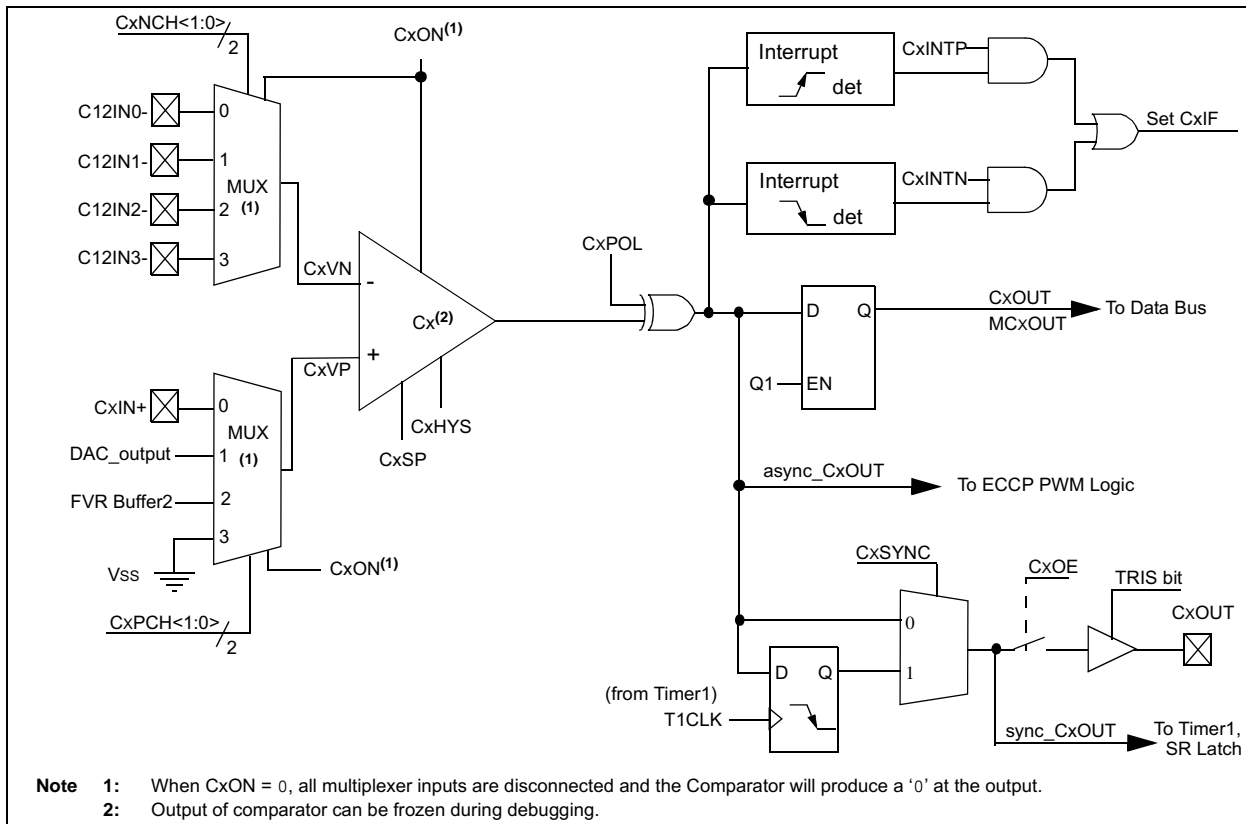 CxNCH<1:0>
2
CxON(1)
C12IN0-
0
C12IN1-
1
MUX
(1)
C12IN2-
2
C12IN3-
3
CxVN
-
Cx(2)
CxVP
+
CxIN+
0
MUX
(1)
DAC_output
1
FVR Buffer2
2
3
Vss
CxON(1)
CxPCH<1:0>
2
CxHYS
CxSP
CxPOL
Interrupt
det
CxINTP
Interrupt
det
CxINTN
Set CxIF
D
Q
Q1
EN
CxOUT
MCxOUT
To Data Bus
async_CxOUT
To ECCP PWM Logic
CxSYNC
0
1
D
Q
(from Timer1)
T1CLK
CxOE
TRIS bit
CxOUT
sync_CxOUT
To Timer1,
SR Latch
Note 1: When CxON = 0, all multiplexer inputs are disconnected and the Comparator will produce a ‘0’ at the output.
2: Output of comparator can be frozen during debugging.